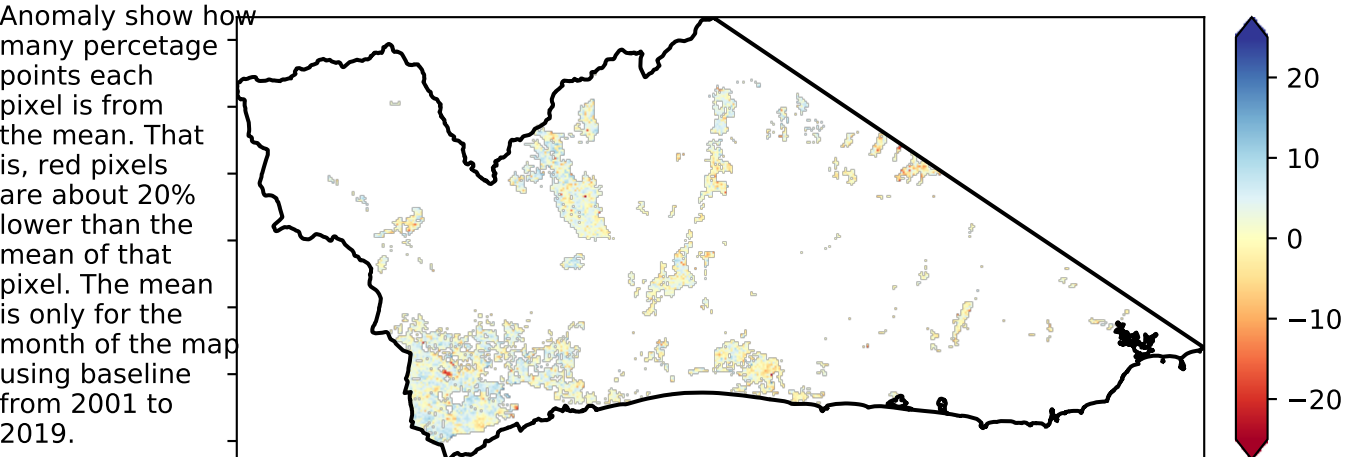 Anomaly show how
many percetage
points each
pixel is from
the mean. That
is, red pixels
are about 20%
lower than the
mean of that
pixel. The mean
is only for the
month of the map
using baseline
from 2001 to
2019.
20
10
0
−10
−20